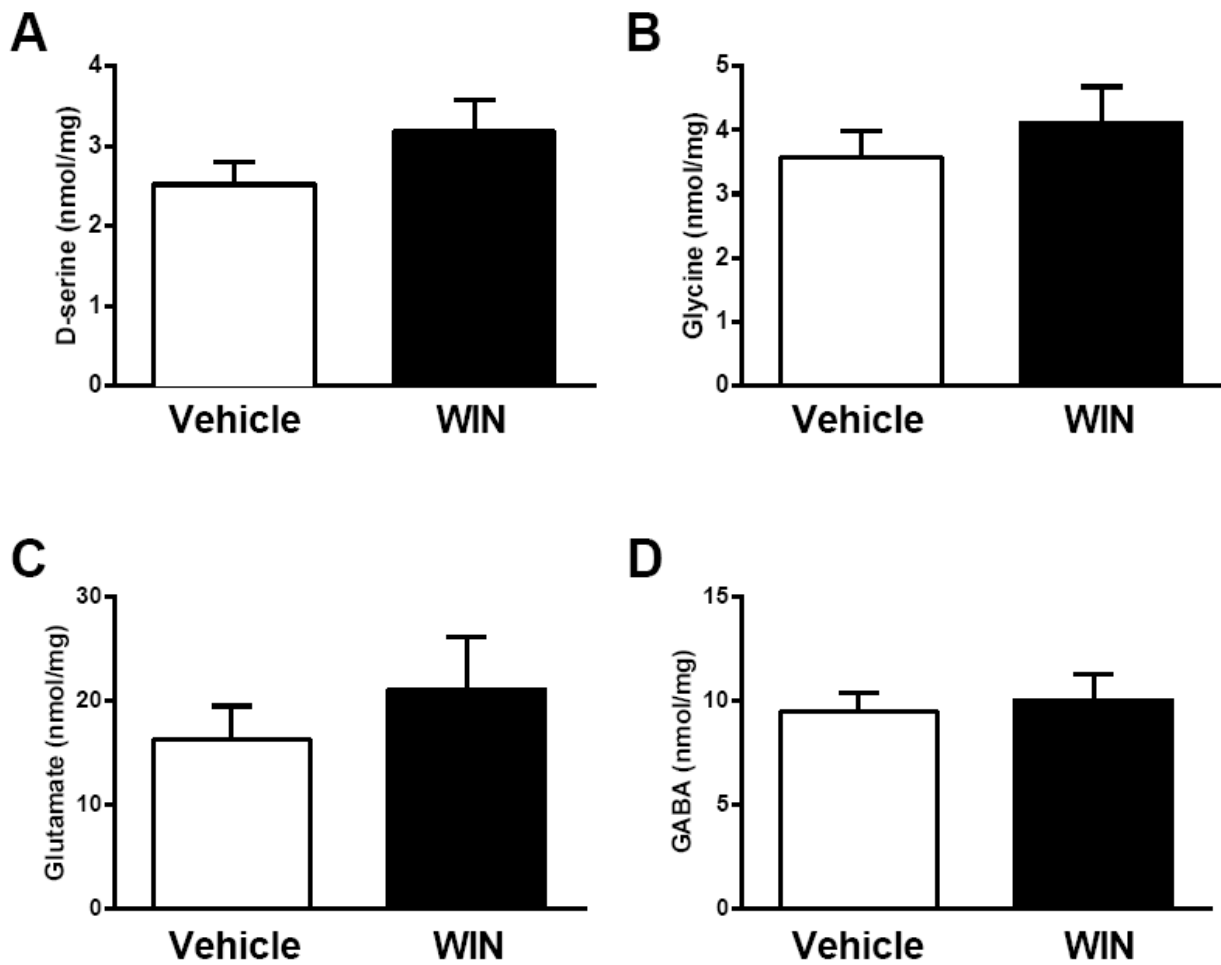 A
D-serine (nmol/mg)
4
3
2
1
0
Vehicle WIN
B
Glycine (nmol/mg)
5
4
3
2
1
0
Vehicle WIN
C
Glutamate (nmol/mg)
30
20
10
0
Vehicle WIN
D
GABA (nmol/mg)
15
10
5
0
Vehicle WIN